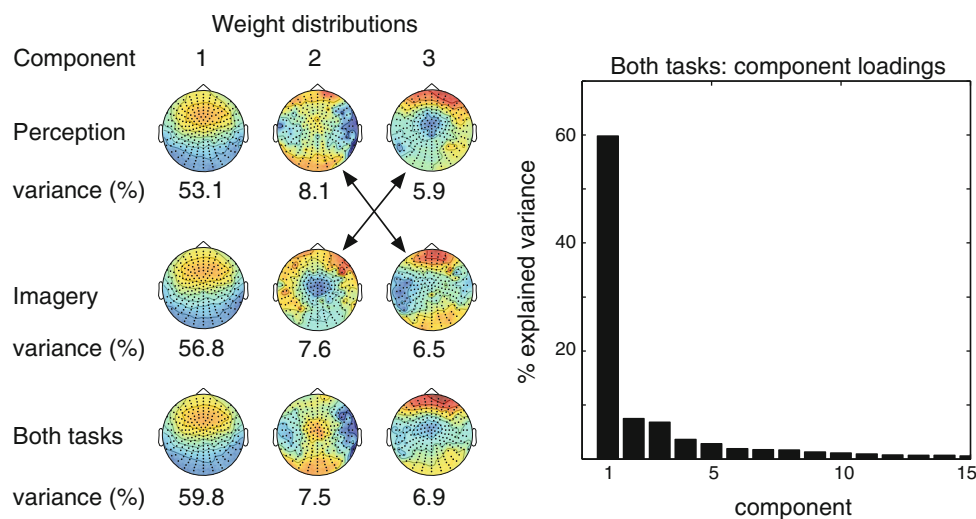 Weight distributions
Component 1 2 3
Perception
variance (%) 53.1 8.1 5.9
Imagery
variance (%) 56.8 7.6 6.5
Both tasks
variance (%) 59.8 7.5 6.9
Both tasks: component loadings
% explained variance
60
40
20
1 5 10 15
component